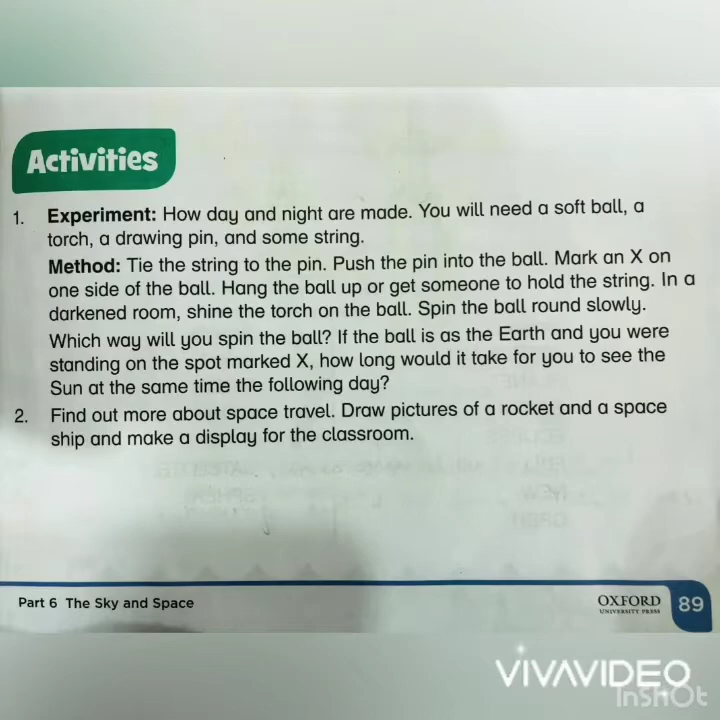 Activities
1. Experiment: How day and night are made. You will need a soft ball, a
torch, a drawing pin, and some string.
Method: Tie the string to the pin. Push the pin into the ball. Mark an X on
one side of the ball. Hang the ball up or get someone to hold the string. In a
darkened room, shine the torch on the ball. Spin the ball round slowly.
Which way will you spin the ball? If the ball is as the Earth and you were
standing on the spot marked X, how long would it take for you to see the
Sun at the same time the following day?
2. Find out more about space travel. Draw pictures of a rocket and a space
ship and make a display for the classroom.
Part 6 The Sky and Space
OXFORD
UNIVERSITY PRESS
89
VIVAVIDEO
InShOt